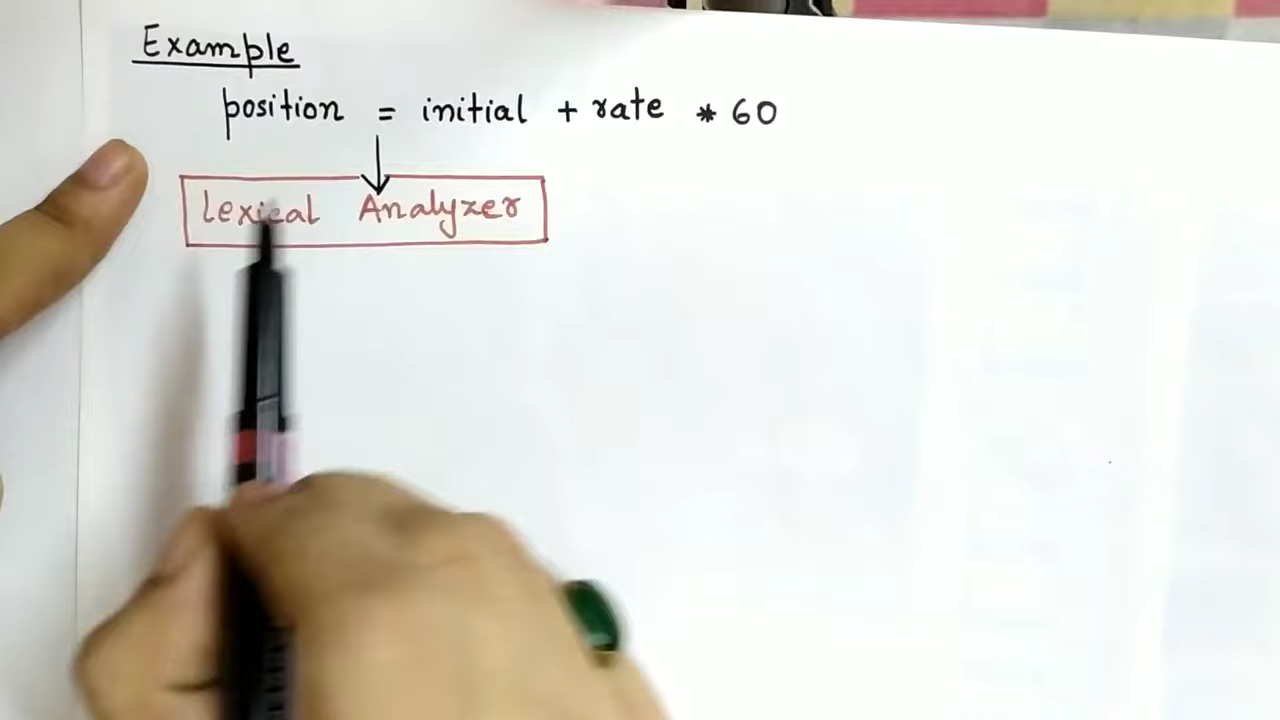 Example
position = initial + rate * 60
Lexical Analyzer